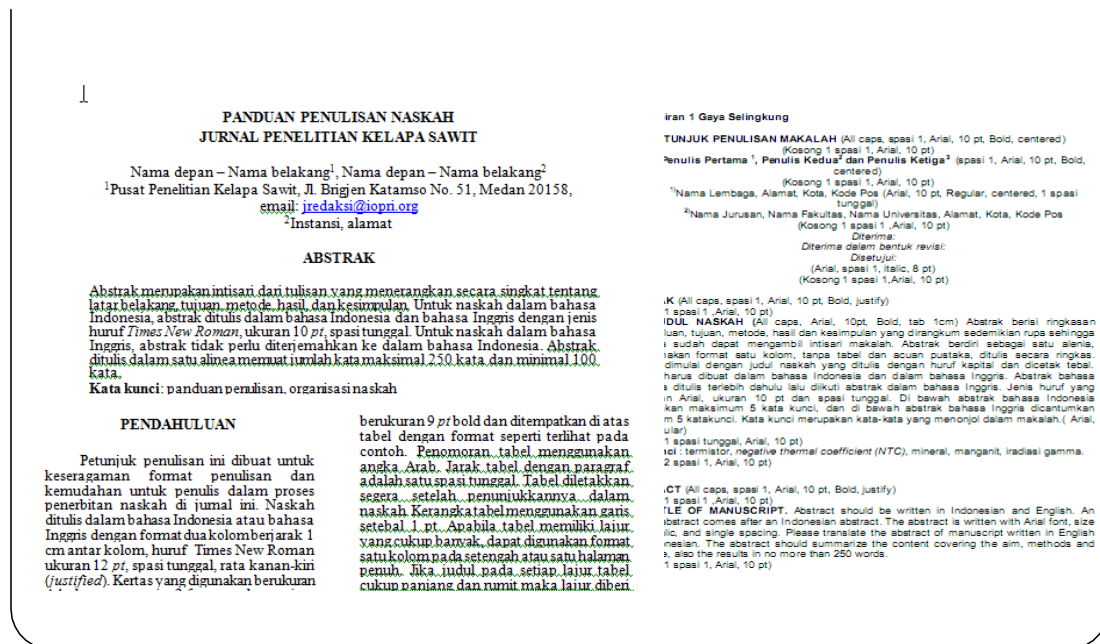 PANDUAN PENULISAN NASKAH
JURNAL PENELITIAN KELAPA SAWIT
Nama depan – Nama belakang1, Nama depan – Nama belakang2
1Pusat Penelitian Kelapa Sawit, Jl. Brigjen Katamso No. 51, Medan 20158,
email: jredaksi@iopri.org
2Instansi, alamat
ABSTRAK
Abstrak merupakan intisari dari tulisan yang menerangkan secara singkat tentang
latar belakang, tujuan, metode, hasil, dan kesimpulan. Untuk naskah dalam bahasa
Indonesia, abstrak ditulis dalam bahasa Indonesia dan bahasa Inggris dengan jenis
huruf Times New Roman, ukuran 10 pt, spasi tunggal. Untuk naskah dalam bahasa
Inggris, abstrak tidak perlu diterjemahkan ke dalam bahasa Indonesia. Abstrak
ditulis dalam satu alinea memuat jumlah kata maksimal 250 kata dan minimal 100
kata.
Kata kunci: panduan penulisan, organisasi naskah
PENDAHULUAN
Petunjuk penulisan ini dibuat untuk
keseragaman format penulisan dan
kemudahan untuk penulis dalam proses
penerbitan naskah di jurnal ini. Naskah
ditulis dalam bahasa Indonesia atau bahasa
Inggris dengan format dua kolom berjarak 1
cm antar kolom, huruf Times New Roman
ukuran 12 pt, spasi tunggal, rata kanan-kiri
(justified). Kertas yang digunakan berukuran
berukuran 9 pt bold dan ditempatkan di atas
tabel dengan format seperti terlihat pada
contoh. Penomoran tabel menggunakan
angka Arab. Jarak tabel dengan paragraf
adalah satu spasi tunggal. Tabel diletakkan
segera setelah penunjukkannya dalam
naskah. Kerangka tabel menggunakan garis
setebal 1 pt. Apabila tabel memiliki lajur
yang cukup banyak, dapat digunakan format
satu kolom pada setengah atau satu halaman
penuh. Jika judul pada setiap lajur tabel
cukup panjang dan rumit maka lajur diberi
iran 1 Gaya Selingkung
TUNJUK PENULISAN MAKALAH (All caps, spasi 1, Arial, 10 pt, Bold, centered)
(Kosong 1 spasi 1, Arial, 10 pt)
Penulis Pertama 1, Penulis Kedua2 dan Penulis Ketiga3 (spasi 1, Arial, 10 pt, Bold,
centered)
(Kosong 1 spasi 1, Arial, 10 pt)
1)Nama Lembaga, Alamat, Kota, Kode Pos (Arial, 10 pt, Regular, centered, 1 spasi
tunggal)
2)Nama Jurusan, Nama Fakultas, Nama Universitas, Alamat, Kota, Kode Pos
(Kosong 1 spasi 1 ,Arial, 10 pt)
Diterima:
Diterima dalam bentuk revisi:
Disetujui:
(Arial, spasi 1, italic, 8 pt)
(Kosong 1 spasi 1,Arial, 10 pt)
AK (All caps, spasi 1, Arial, 10 pt, Bold, justify)
1 spasi 1 ,Arial, 10 pt)
DUL NASKAH (All caps, Arial, 10pt, Bold, tab 1cm) Abstrak berisi ringkasan
luan, tujuan, metode, hasil dan kesimpulan yang dirangkum sedemikian rupa sehingga
sudah dapat mengambil intisari makalah. Abstrak berdiri sebagai satu alenia,
akan format satu kolom, tanpa tabel dan acuan pustaka, ditulis secara ringkas.
dimulai dengan judul naskah yang ditulis dengan huruf kapital dan dicetak tebal.
harus dibuat dalam bahasa Indonesia dan dalam bahasa Inggris. Abstrak bahasa
a ditulis terlebih dahulu lalu diikuti abstrak dalam bahasa Inggris. Jenis huruf yang
n Arial, ukuran 10 pt dan spasi tunggal. Di bawah abstrak bahasa Indonesia
kan maksimum 5 kata kunci, dan di bawah abstrak bahasa Inggris dicantumkan
m 5 katakunci. Kata kunci merupakan kata-kata yang menonjol dalam makalah.( Arial,
ular)
1 spasi tunggal, Arial, 10 pt)
nci : termistor, negative thermal coefficient (NTC), mineral, manganit, iradiasi gamma.
2 spasi 1, Arial, 10 pt)
ACT (All caps, spasi 1, Arial, 10 pt, Bold, justify)
1 spasi 1 ,Arial, 10 pt)
TLE OF MANUSCRIPT. Abstract should be written in Indonesian and English. An
abstract comes after an Indonesian abstract. The abstract is written with Arial font, size
lic, and single spacing. Please translate the abstract of manuscript written in English
nesian. The abstract should summarize the content covering the aim, methods and
e, also the results in no more than 250 words.
1 spasi 1, Arial, 10 pt)